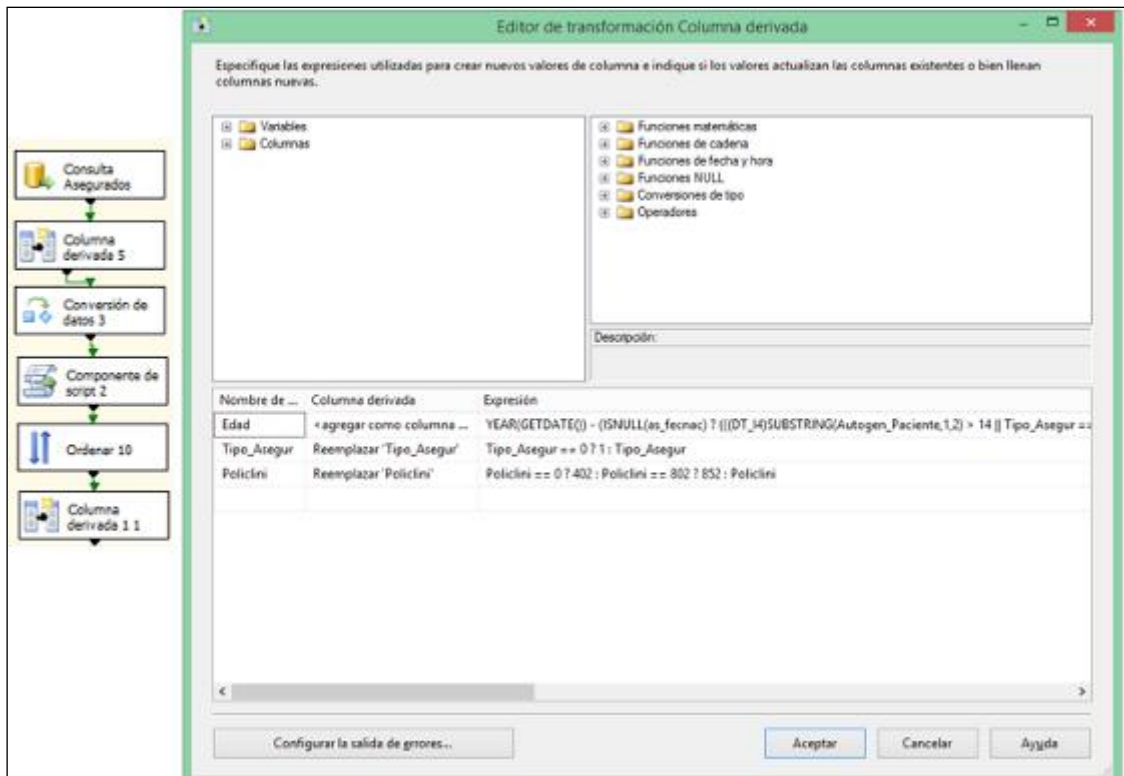 Consulta
Asegurados
Columna
derivada 5
Conversión de
datos 3
Componente de
script 2
Ordenar 10
Columna
derivada 1 1
Editor de transformación Columna derivada
Especifique las expresiones utilizadas para crear nuevos valores de columna e indique si los valores actualizan las columnas existentes o bien llenan
columnas nuevas.
Variables
Columnas
Funciones matemáticas
Funciones de cadena
Funciones de fecha y hora
Funciones NULL
Conversiones de tipo
Operadores
Descripción:
Nombre de ... Columna derivada Expresión
Edad <agregar como columna ... YEAR(GETDATE()) - (ISNULL(as_fecnac) ? (((DT_I4)SUBSTRING(Autogen_Paciente,1,2) > 14 || Tipo_Asegur ==
Tipo_Asegur Reemplazar 'Tipo_Asegur' Tipo_Asegur == 0 ? 1 : Tipo_Asegur
Policlini Reemplazar 'Policlini' Policlini == 0 ? 402 : Policlini == 802 ? 852 : Policlini
Configurar la salida de errores... Aceptar Cancelar Ayuda